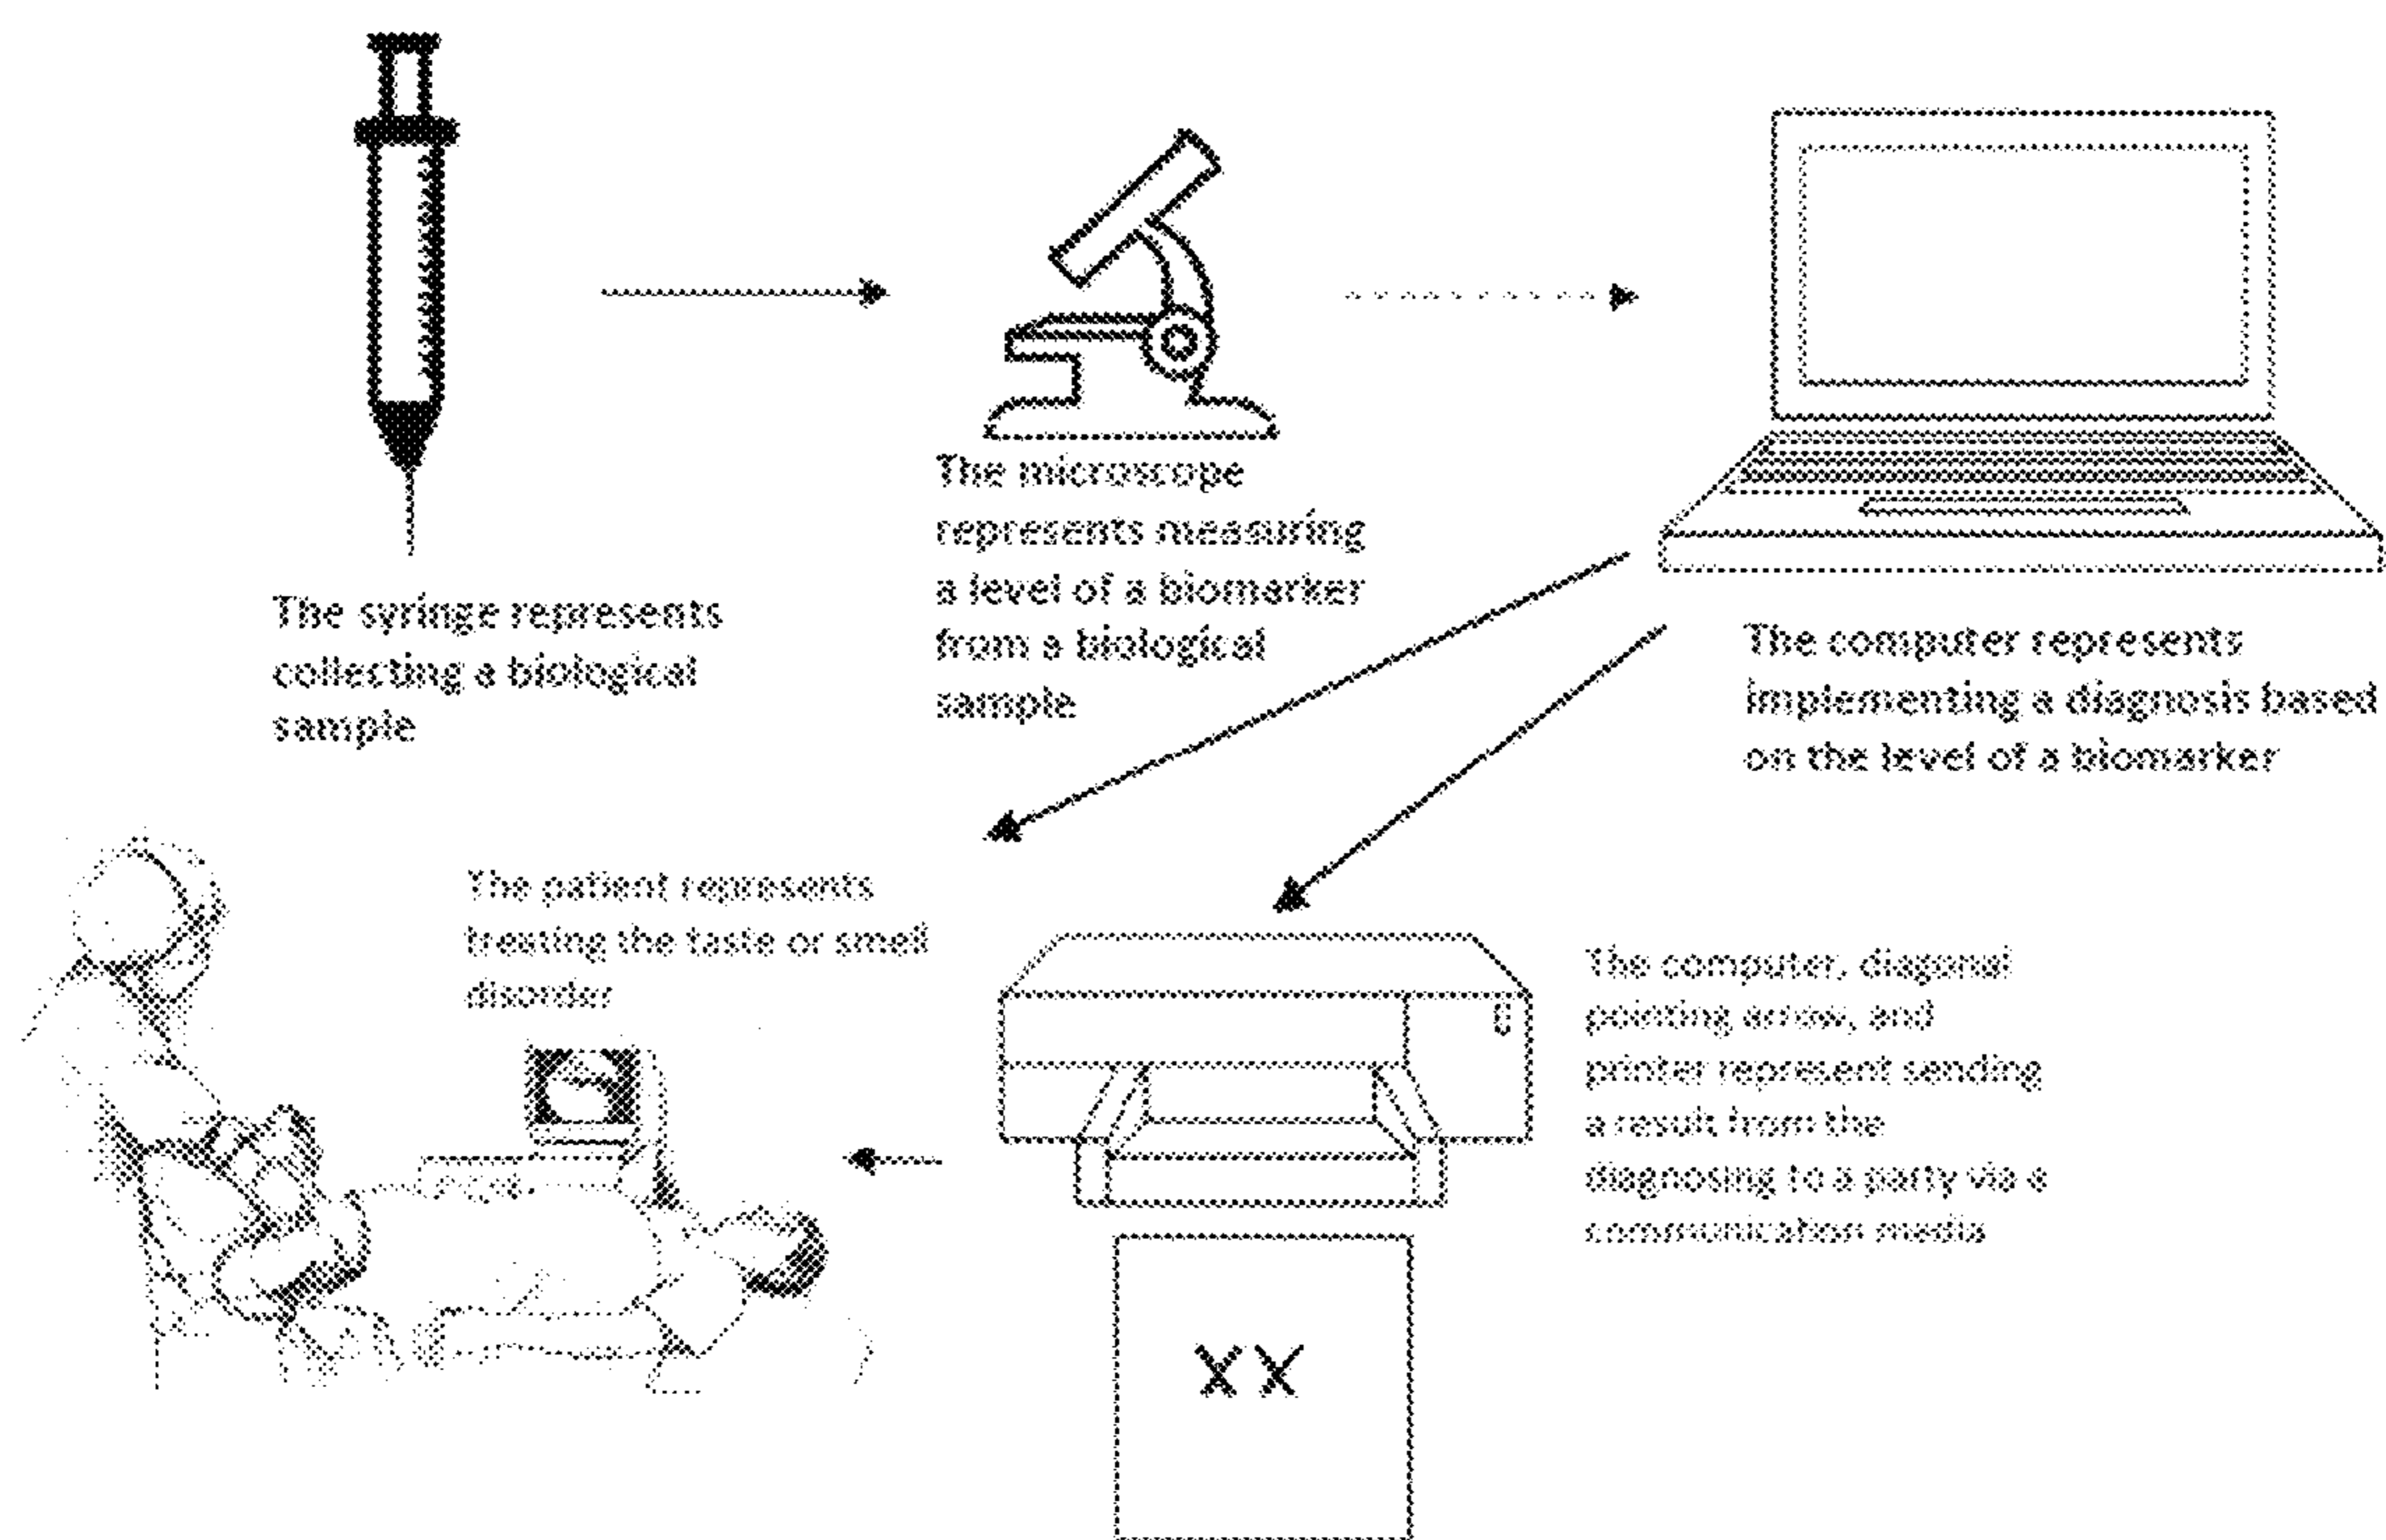 The syringe represents
collecting a biological
sample
The microscope
represents measuring
a level of a biomarker
from a biological
sample
The computer represents
implementing a diagnosis based
on the level of a biomarker
The patient represents
treating the taste or smell
disorder
The computer, diagonal
pointing arrow, and
printer represent sending
a result from the
diagnosing to a party via
communication media
XX